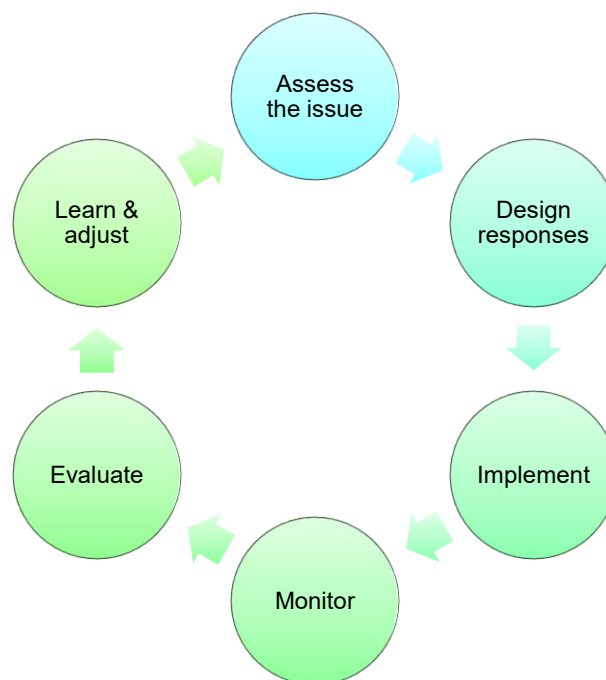 Assess
the issue
Design
responses
Implement
Monitor
Evaluate
Learn &
adjust